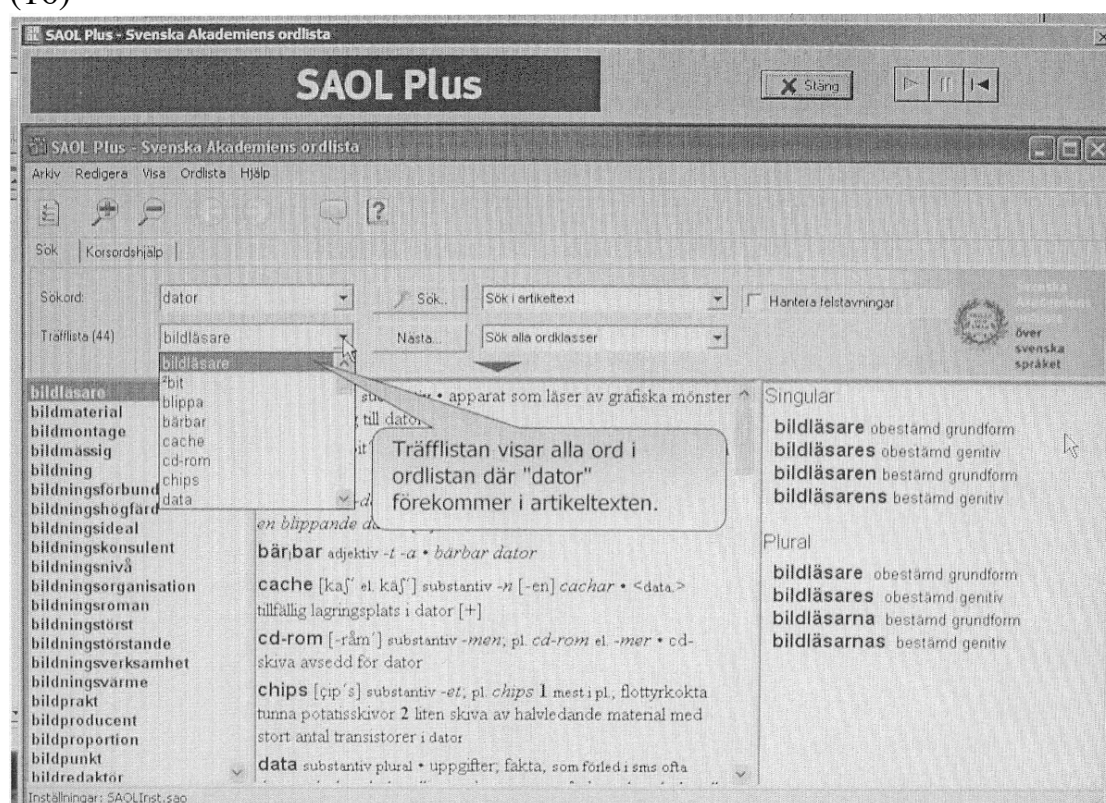 (16)
SAOL Plus - Svenska Akademiens ordlista
SAOL Plus
Stäng
SAOL Plus - Svenska Akademiens ordlista
Arkiv Redigera Visa Ordlista Hjälp
Sök Korsordshjälp
Sökord: dator Sök.. Sök i artikeltext Hantera felstavningar
Träfflista (44) bildläsare Nästa... Sök alla ordklasser
över
svenska
språket
bildläsare
²bit
blippa
bärbar
cache
cd-rom
chips
data
bildläsare
bildmaterial
bildmontage
bildmässig
bildning
bildningsförbund
bildningshögfärd
bildningsideal
bildningskonsulent
bildningsnivå
bildningsorganisation
bildningsroman
bildningstörst
bildningstörstande
bildningsverksamhet
bildningsvärme
bildprakt
bildproducent
bildproportion
bildpunkt
bildredaktör
• apparat som läser av grafiska mönster
till dator
Träfflistan visar alla ord i
ordlistan där "dator"
förekommer i artikeltexten.
en blippande
bär|bar adjektiv -t -a • bärbar dator
cache [kaʃ´ el. käʃ´] substantiv -n [-en] cachar • <data.>
tillfällig lagringsplats i dator [+]
cd-rom [-råm´] substantiv -men; pl. cd-rom el. -mer • cd-
skiva avsedd för dator
chips [çip´s] substantiv -et; pl. chips 1 mest i pl., flottyrkokta
tunna potatisskivor 2 liten skiva av halvledande material med
stort antal transistorer i dator
data substantiv plural • uppgifter; fakta, som förled i sms ofta
Singular
bildläsare obestämd grundform
bildläsares obestämd genitiv
bildläsaren bestämd grundform
bildläsarens bestämd genitiv
Plural
bildläsare obestämd grundform
bildläsares obestämd genitiv
bildläsarna bestämd grundform
bildläsarnas bestämd genitiv
Inställningar: SAOLInst.sao